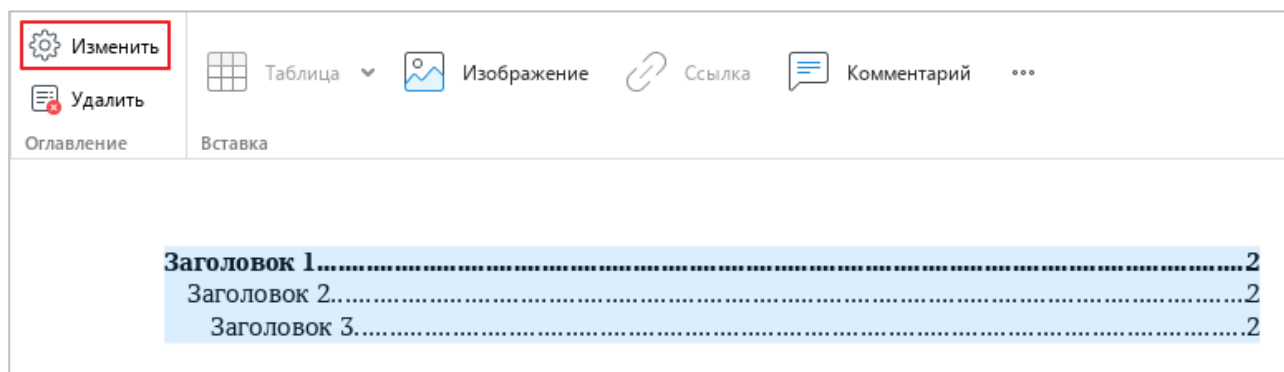 Изменить
Таблица Изображение Ссылка Комментарий
Удалить
Оглавление Вставка
Заголовок 1........................................................................................................2
Заголовок 2........................................................................................................2
Заголовок 3........................................................................................................2